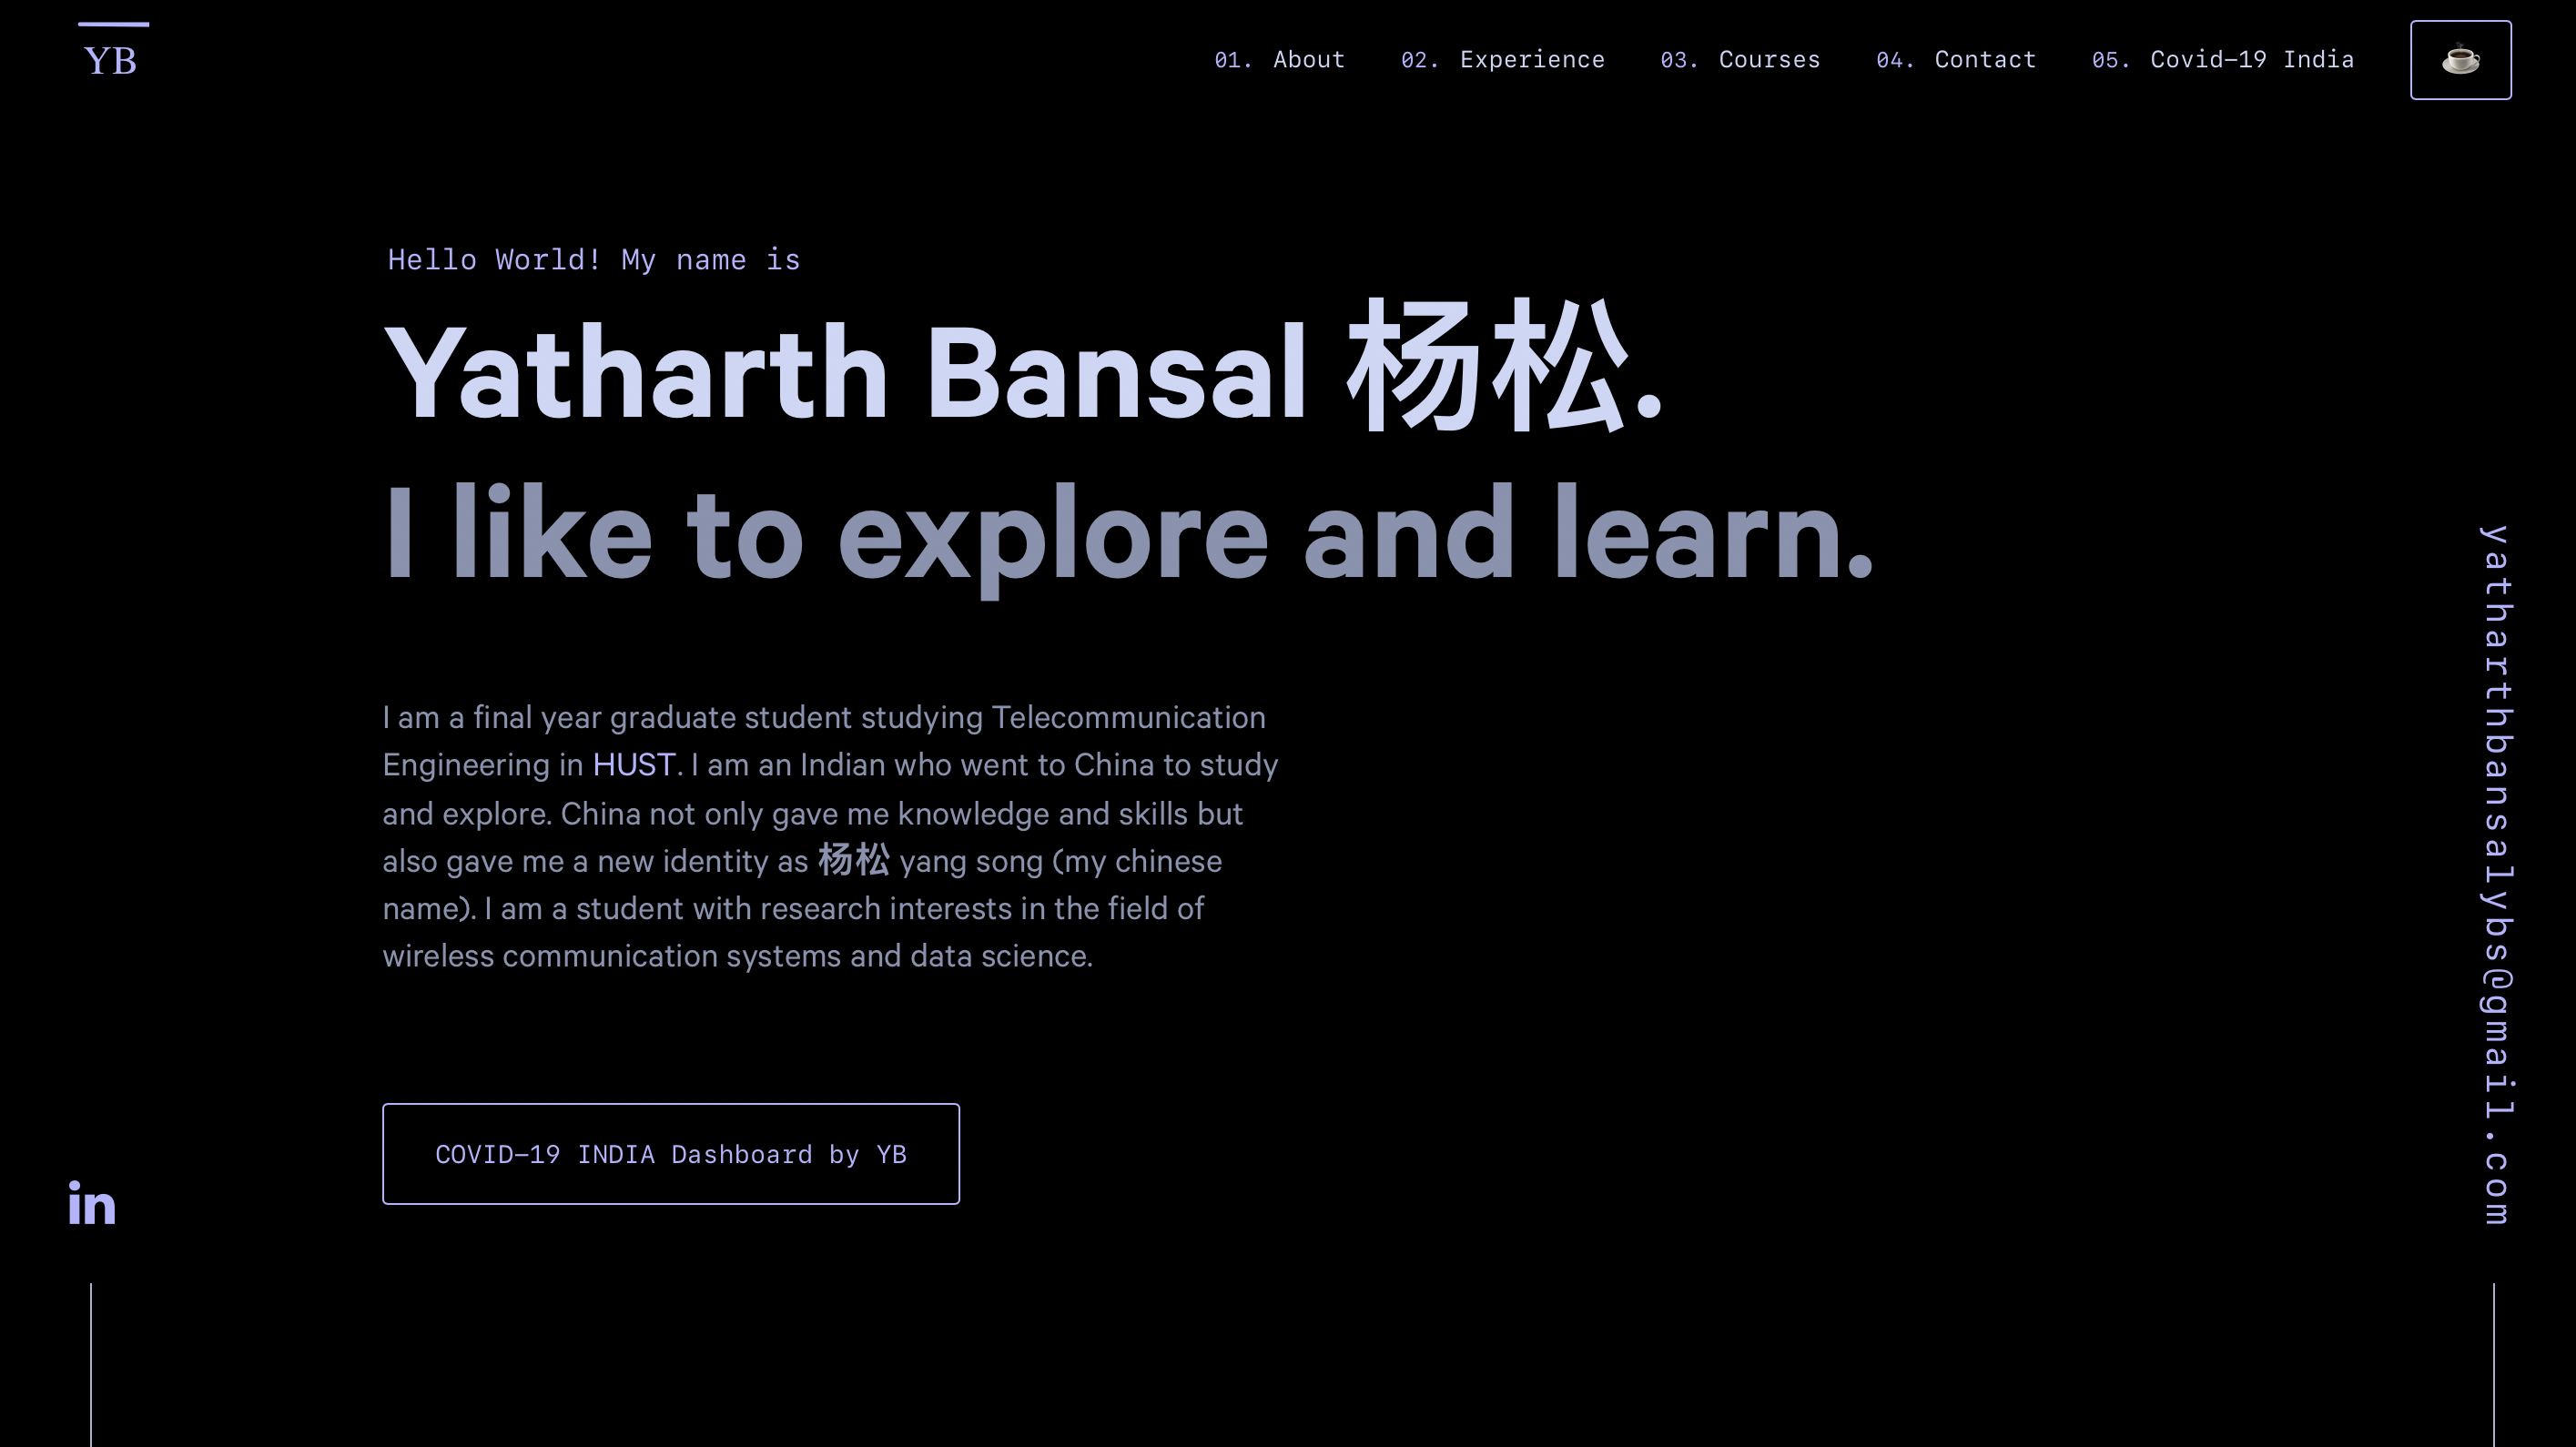 YB
01. About
02. Experience
03. Courses
04. Contact
05. Covid-19 India
Hello World! My name is
Yatharth Bansal 杨松.
I like to explore and learn.
I am a final year graduate student studying Telecommunication
Engineering in HUST. I am an Indian who went to China to study
and explore. China not only gave me knowledge and skills but
also gave me a new identity as 杨松 yang song (my chinese
name). I am a student with research interests in the field of
wireless communication systems and data science.
COVID-19 INDIA Dashboard by YB
in
yatharthbansalybs@gmail.com